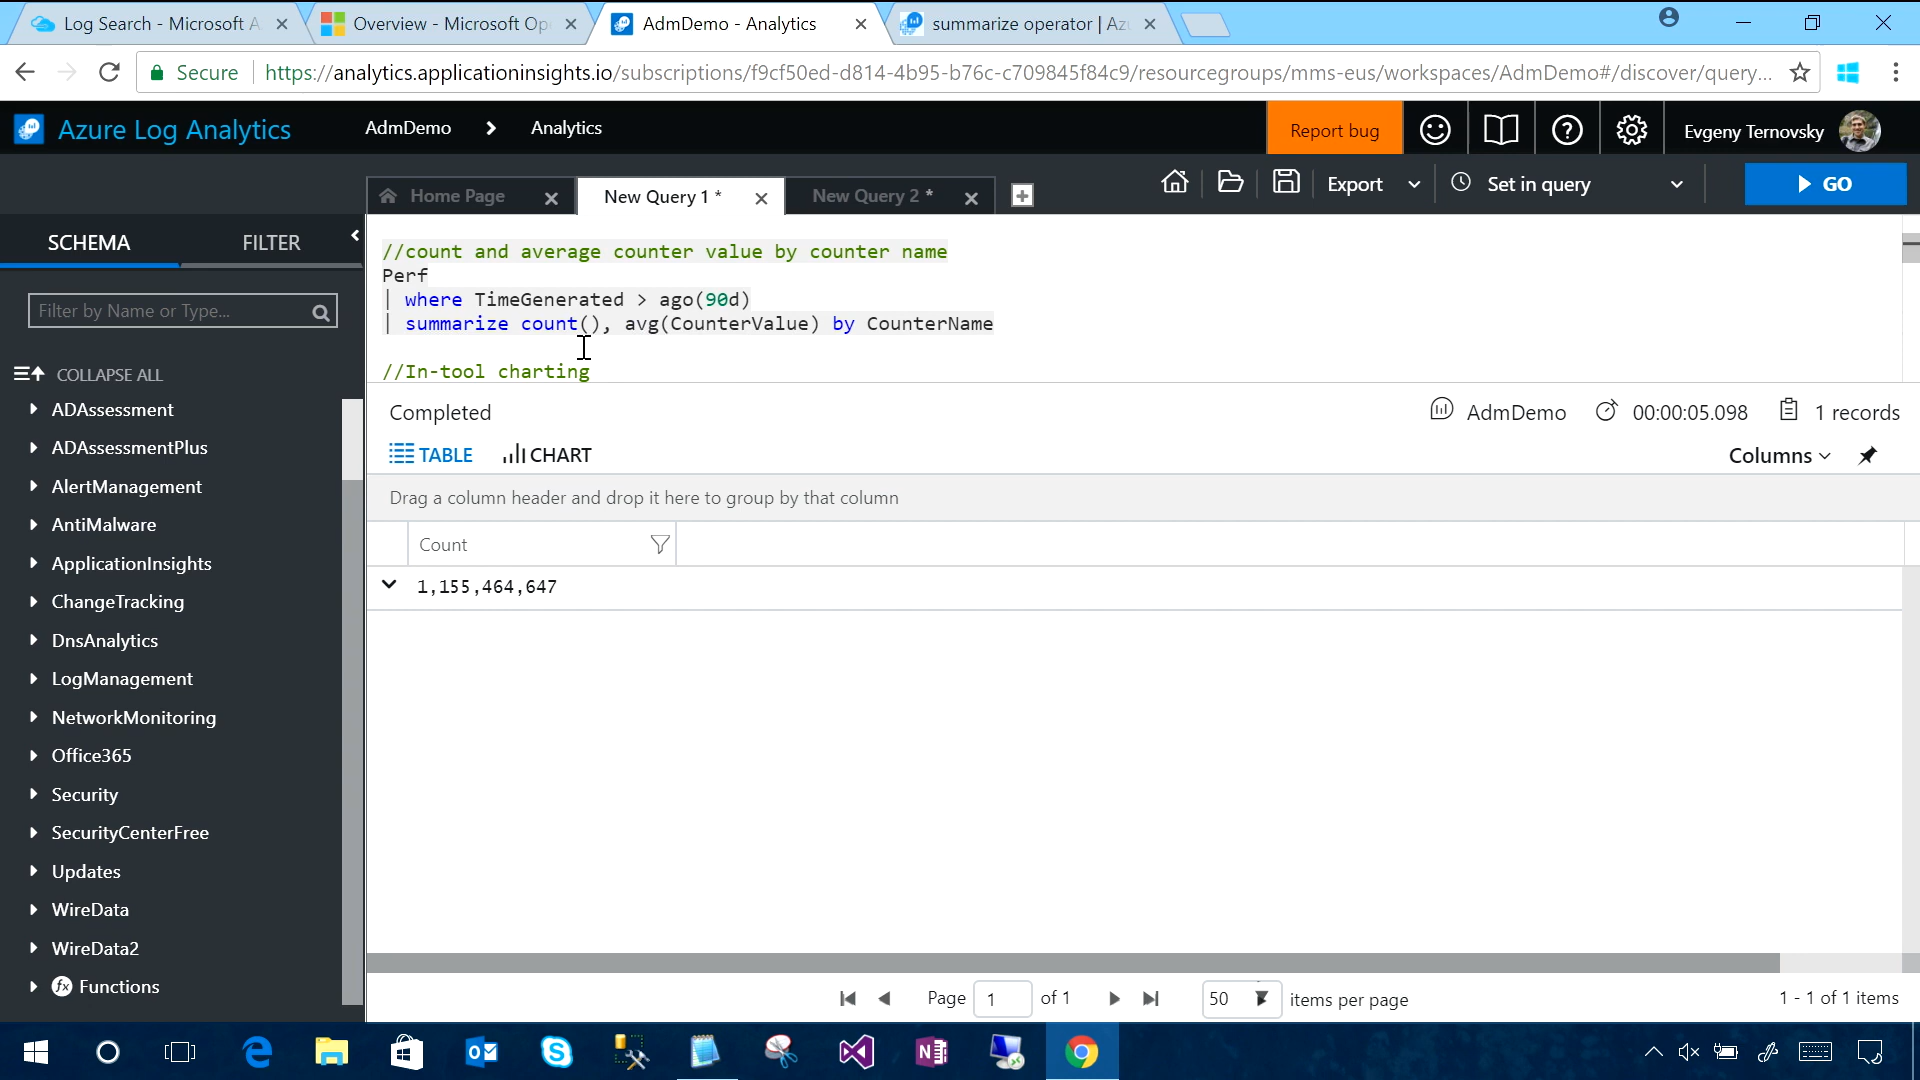 Log Search - Microsoft A
Overview - Microsoft Op
AdmDemo - Analytics
summarize operator | Az
Secure
https://analytics.applicationinsights.io/subscriptions/f9cf50ed-d814-4b95-b76c-c709845f84c9/resourcegroups/mms-eus/workspaces/AdmDemo#/discover/query...
Azure Log Analytics
AdmDemo > Analytics
Report bug
Evgeny Ternovsky
Home Page
New Query 1 *
New Query 2 *
Export
Set in query
GO
SCHEMA
FILTER
Filter by Name or Type...
COLLAPSE ALL
ADAssessment
ADAssessmentPlus
AlertManagement
AntiMalware
ApplicationInsights
ChangeTracking
DnsAnalytics
LogManagement
NetworkMonitoring
Office365
Security
SecurityCenterFree
Updates
WireData
WireData2
fx Functions
//count and average counter value by counter name
Perf
| where TimeGenerated > ago(90d)
| summarize count(), avg(CounterValue) by CounterName
//In-tool charting
Completed
AdmDemo
00:00:05.098
1 records
TABLE
CHART
Columns
Drag a column header and drop it here to group by that column
Count
1,155,464,647
Page 1 of 1
50 items per page
1 - 1 of 1 items